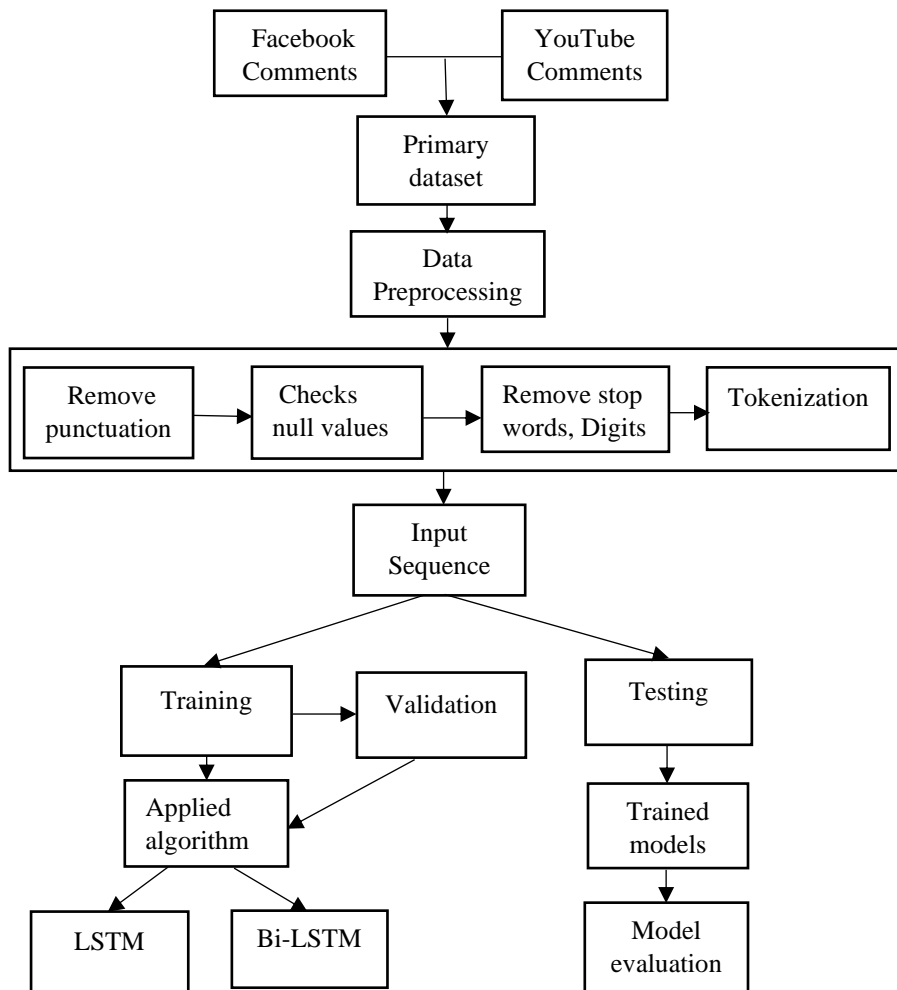 Facebook
Comments
YouTube
Comments
Primary
dataset
Data
Preprocessing
Remove
punctuation
Checks
null values
Remove stop
words, Digits
Tokenization
Input
Sequence
Training
Validation
Testing
Applied
algorithm
Trained
models
LSTM
Bi-LSTM
Model
evaluation